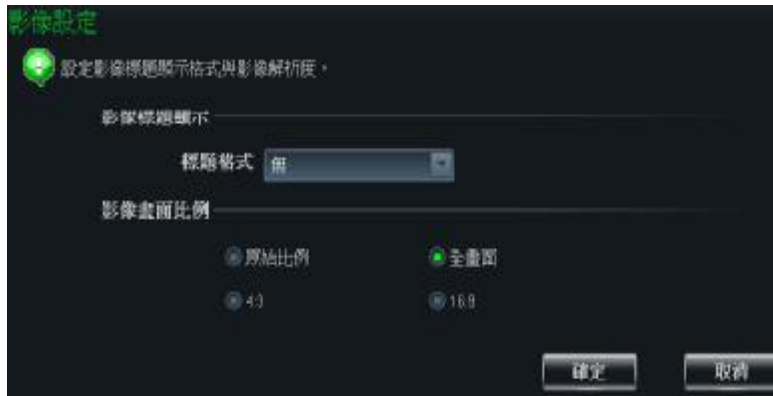 影像設定
設定影像標題顯示格式與影像解析度。
影像標題顯示
標題格式 無
影像畫面比例
原始比例 全畫面
4:3 16:9
確定 取消